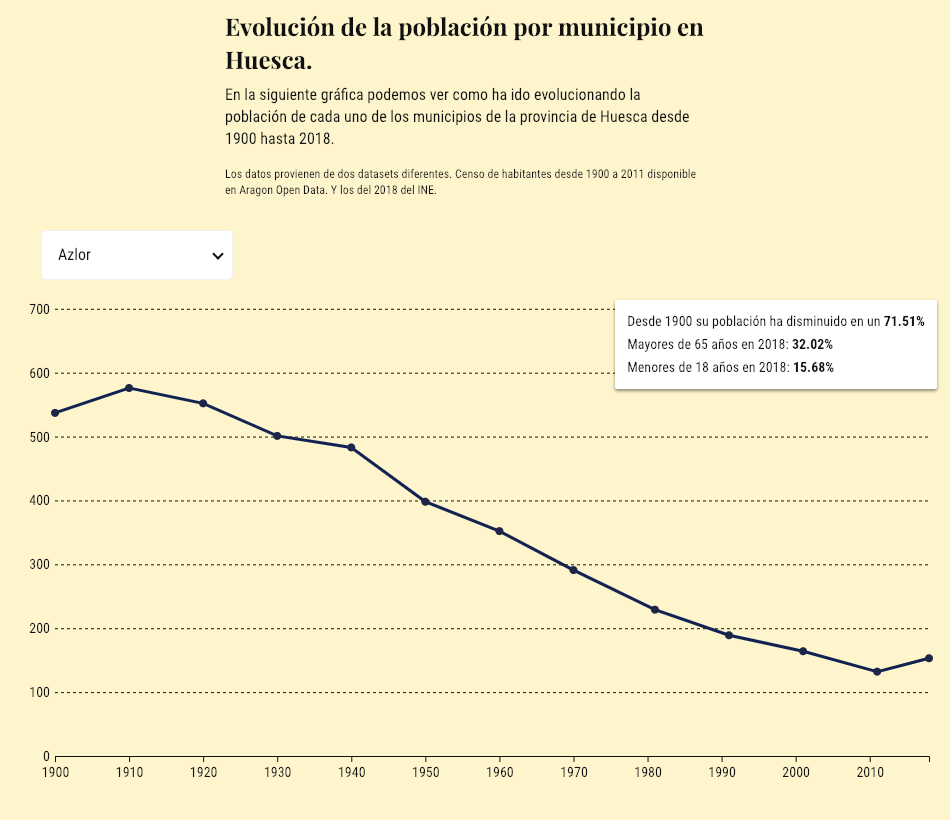 Evolución de la población por municipio en
Huesca.
En la siguiente gráfica podemos ver como ha ido evolucionando la
población de cada uno de los municipios de la provincia de Huesca desde
1900 hasta 2018.
Los datos provienen de dos datasets diferentes. Censo de habitantes desde 1900 a 2011 disponible
en Aragon Open Data. Y los del 2018 del INE.
Azlor
Desde 1900 su población ha disminuido en un 71.51%
Mayores de 65 años en 2018: 32.02%
Menores de 18 años en 2018: 15.68%
700
600
500
400
300
200
100
0
1900 1910 1920 1930 1940 1950 1960 1970 1980 1990 2000 2010